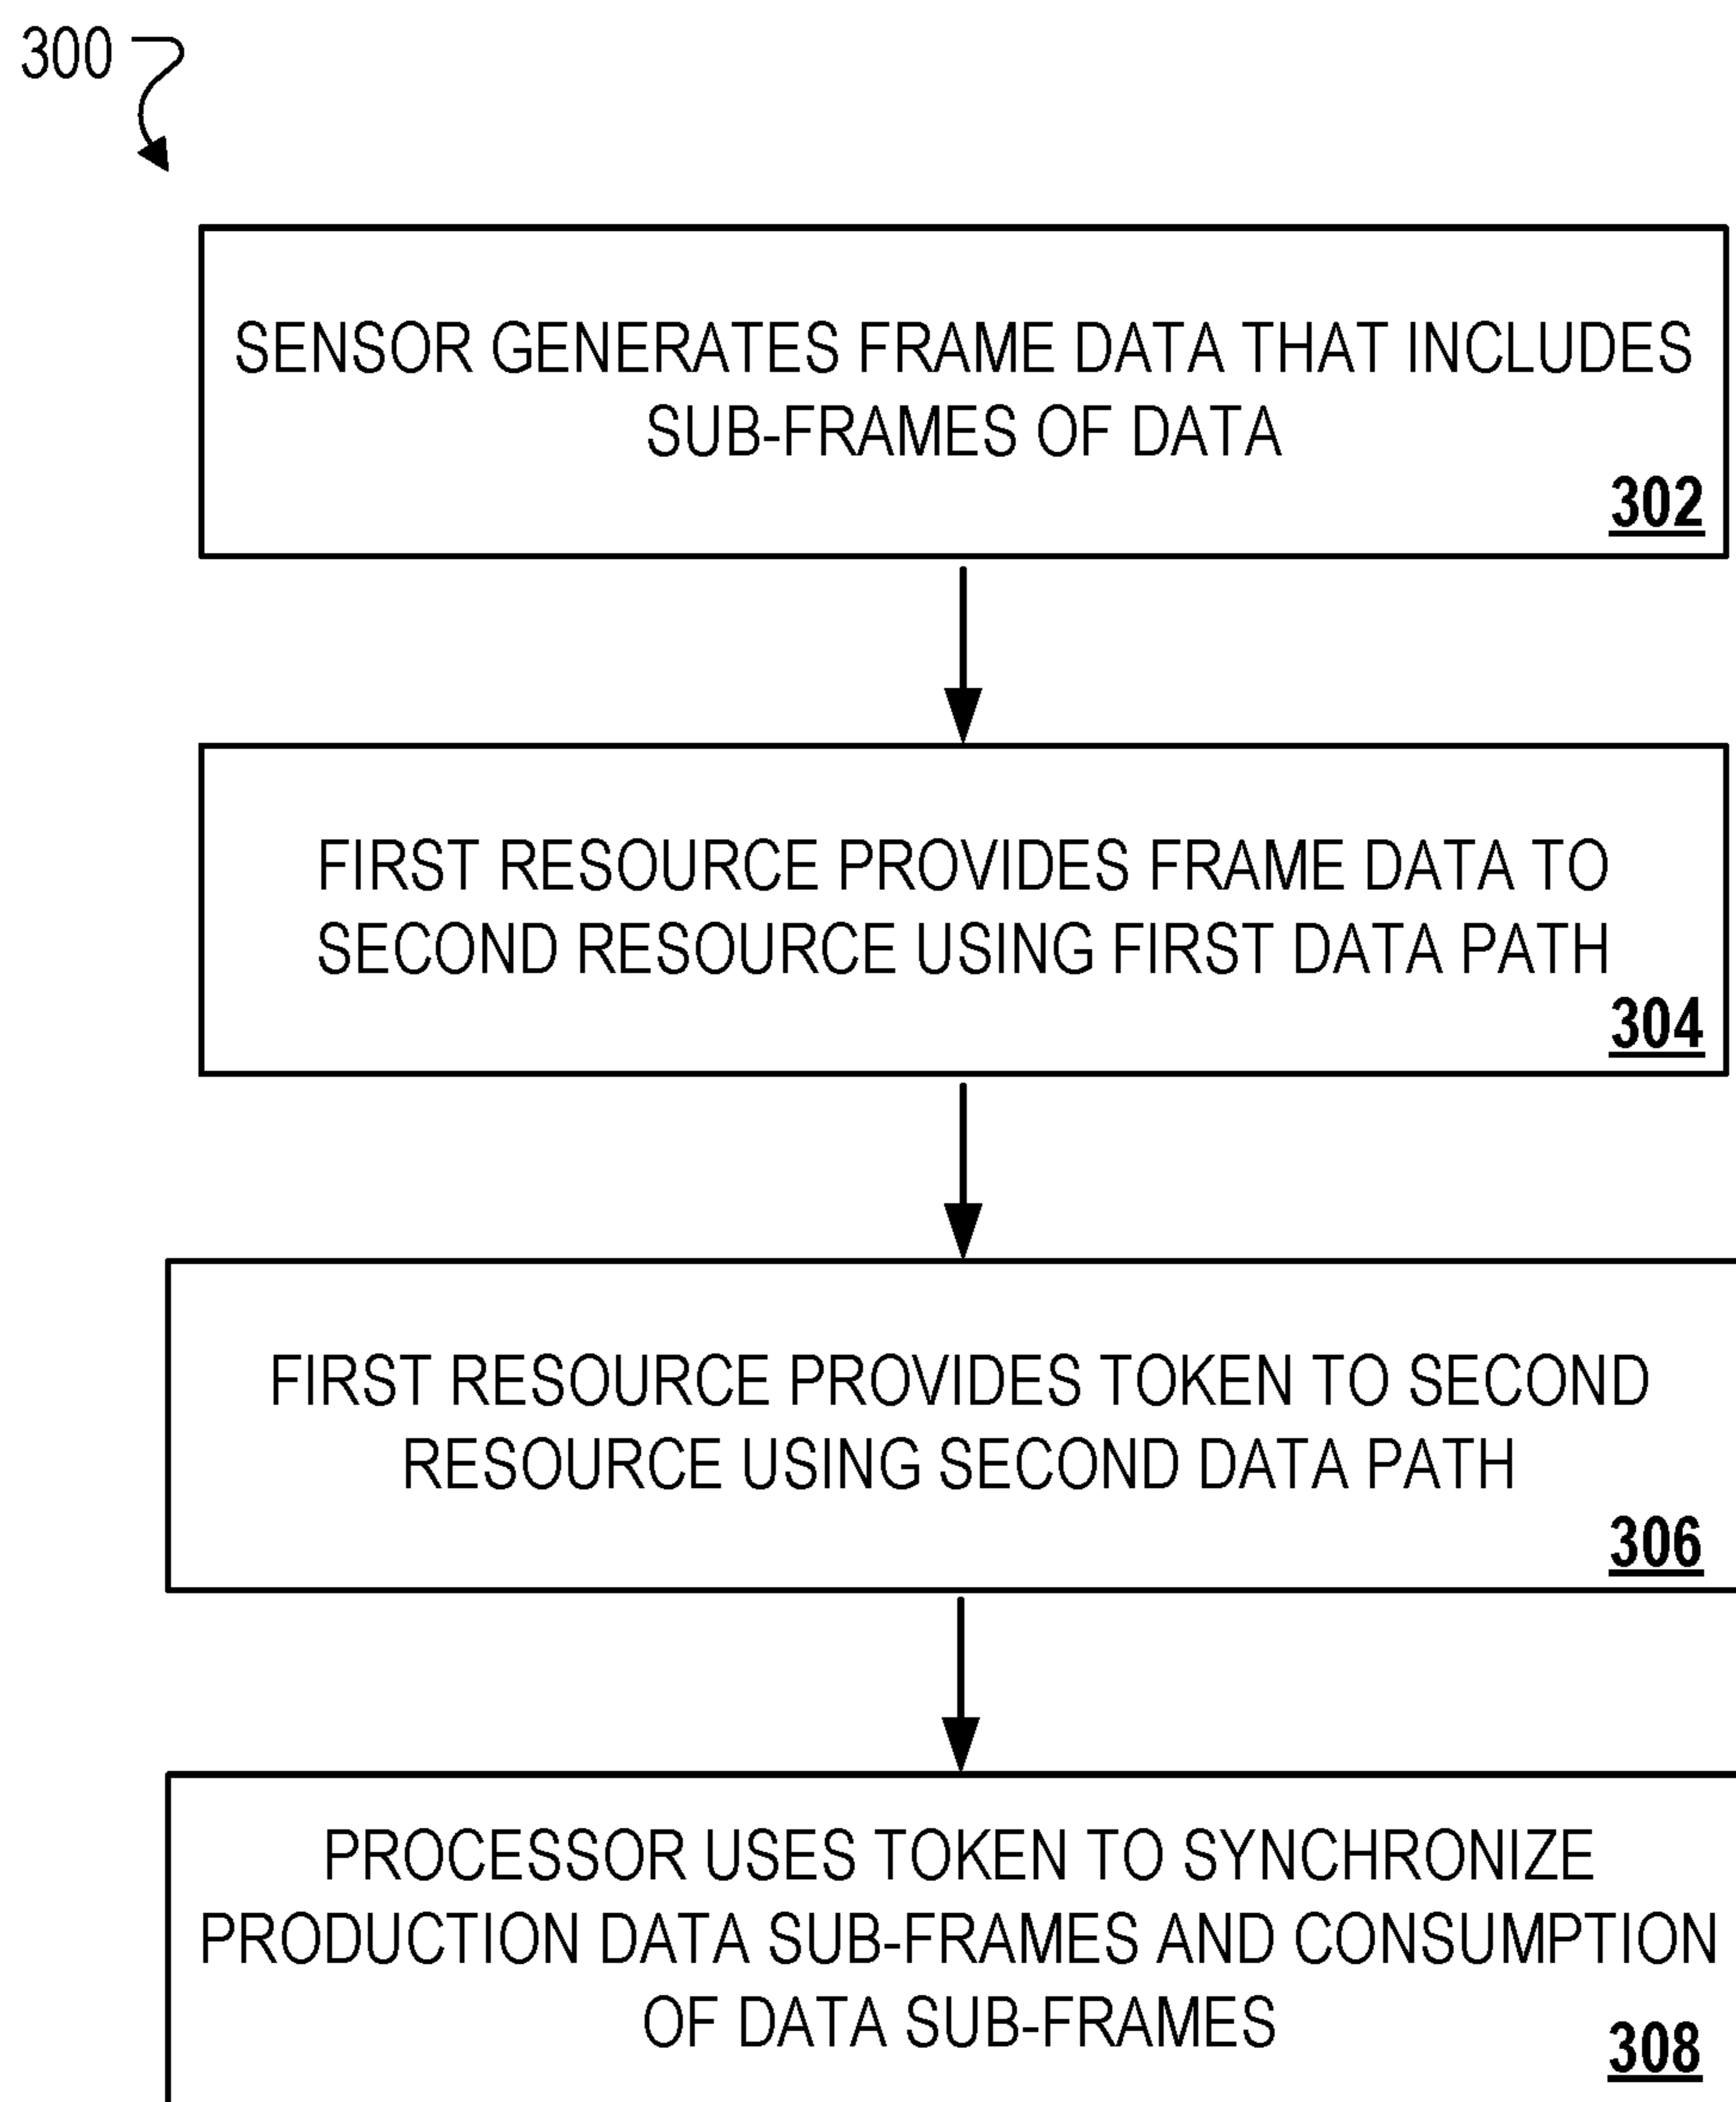 300
SENSOR GENERATES FRAME DATA THAT INCLUDES
SUB-FRAMES OF DATA
302
FIRST RESOURCE PROVIDES FRAME DATA TO
SECOND RESOURCE USING FIRST DATA PATH
304
FIRST RESOURCE PROVIDES TOKEN TO SECOND
RESOURCE USING SECOND DATA PATH
306
PROCESSOR USES TOKEN TO SYNCHRONIZE
PRODUCTION DATA SUB-FRAMES AND CONSUMPTION
OF DATA SUB-FRAMES
308